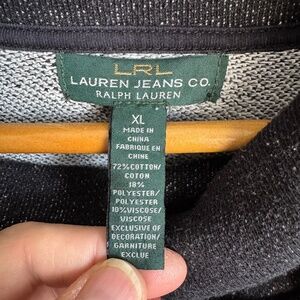 LRL
LAUREN JEANS CO.
RALPH LAUREN
XL
MADE IN
CHINA
FABRIQUE EN
CHINE
72% COTTON/
COTON
18%
POLYESTER/
POLYESTER
10% VISCOSE/
VISCOSE
EXCLUSIVE OF
DECORATION/
GARNITURE
EXCLUE